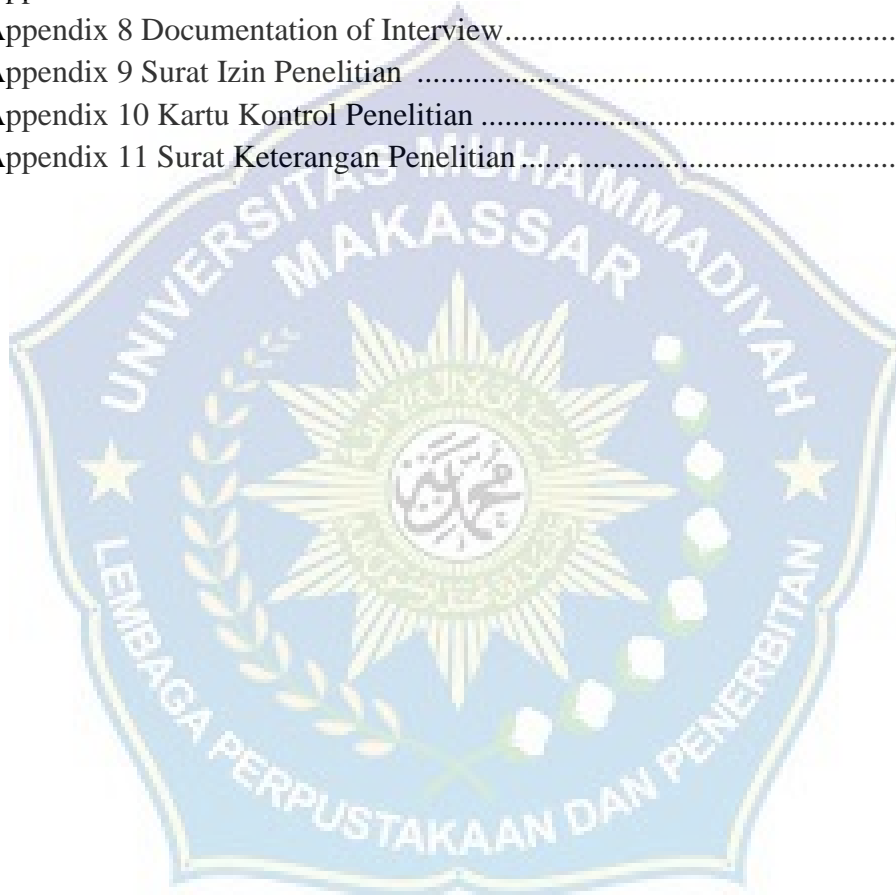 Appendix 8 Documentation of Interview
Appendix 9 Surat Izin Penelitian
Appendix 10 Kartu Kontrol Penelitian
Appendix 11 Surat Keterangan Penelitian
UNIVERSITAS MUHAMMADIYAH
MAKASSAR
LEMBAGA PERPUSTAKAAN DAN PENERBITAN